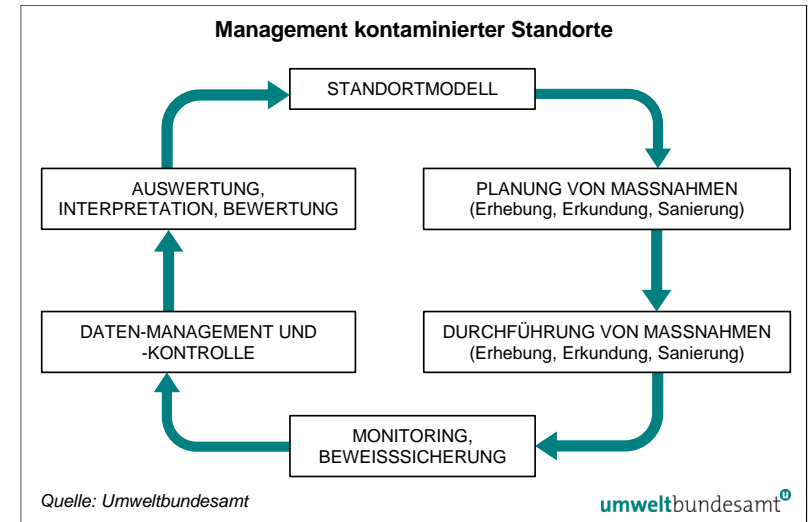 Management kontaminierter Standorte
STANDORTMODELL
PLANUNG VON MASSNAHMEN
(Erhebung, Erkundung, Sanierung)
DURCHFÜHRUNG VON MASSNAHMEN
(Erhebung, Erkundung, Sanierung)
MONITORING,
BEWEISSSICHERUNG
DATEN-MANAGEMENT UND
-KONTROLLE
AUSWERTUNG,
INTERPRETATION, BEWERTUNG
Quelle: Umweltbundesamt
umweltbundesamt